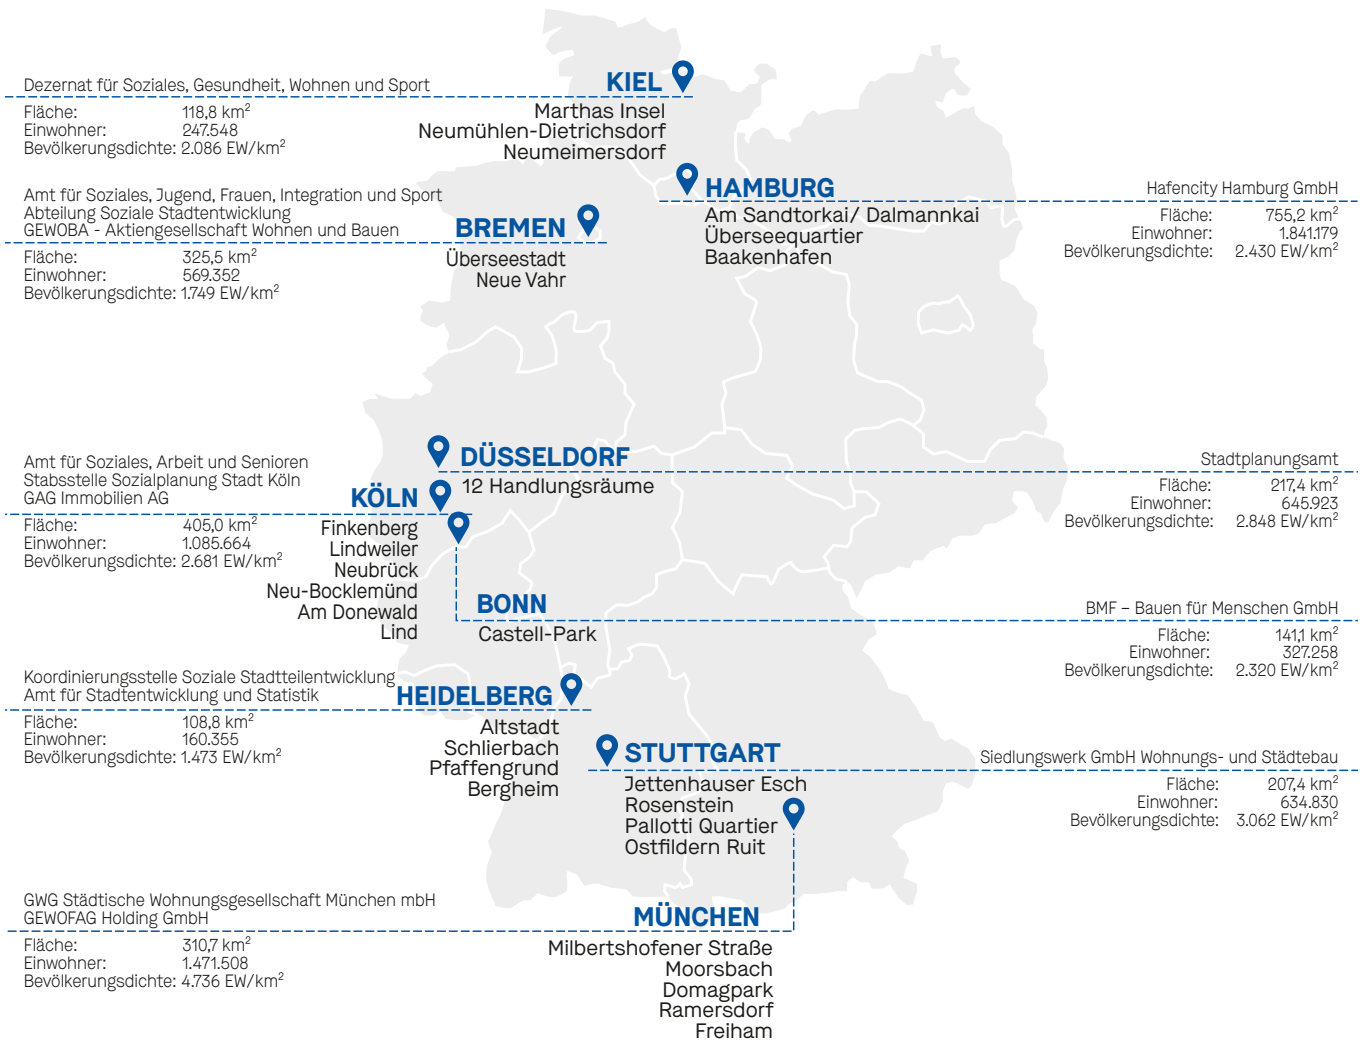 Dezernat für Soziales, Gesundheit, Wohnen und Sport
KIEL
Fläche: 118,8 km²
Einwohner: 247.548
Bevölkerungsdichte: 2.086 EW/km²
Marthas Insel
Neumühlen-Dietrichsdorf
Neumeimersdorf
HAMBURG
Hafencity Hamburg GmbH
Am Sandtorkai/ Dalmannkai
Überseequartier
Baakenhafen
Fläche: 755,2 km²
Einwohner: 1.841.179
Bevölkerungsdichte: 2.430 EW/km²
Amt für Soziales, Jugend, Frauen, Integration und Sport
Abteilung Soziale Stadtentwicklung
GEWOBA - Aktiengesellschaft Wohnen und Bauen
BREMEN
Fläche: 325,5 km²
Einwohner: 569.352
Bevölkerungsdichte: 1.749 EW/km²
Überseestadt
Neue Vahr
DÜSSELDORF
Stadtplanungsamt
12 Handlungsräume
Fläche: 217,4 km²
Einwohner: 645.923
Bevölkerungsdichte: 2.848 EW/km²
Amt für Soziales, Arbeit und Senioren
Stabsstelle Sozialplanung Stadt Köln
GAG Immobilien AG
KÖLN
Fläche: 405,0 km²
Einwohner: 1.085.664
Bevölkerungsdichte: 2.681 EW/km²
Finkenberg
Lindweiler
Neubrück
Neu-Bocklemünd
Am Donewald
Lind
BONN
BMF – Bauen für Menschen GmbH
Castell-Park
Fläche: 141,1 km²
Einwohner: 327.258
Bevölkerungsdichte: 2.320 EW/km²
Koordinierungsstelle Soziale Stadtteilentwicklung
Amt für Stadtentwicklung und Statistik
HEIDELBERG
Fläche: 108,8 km²
Einwohner: 160.355
Bevölkerungsdichte: 1.473 EW/km²
Altstadt
Schlierbach
Pfaffengrund
Bergheim
STUTTGART
Siedlungswerk GmbH Wohnungs- und Städtebau
Jettenhauser Esch
Rosenstein
Pallotti Quartier
Ostfildern Ruit
Fläche: 207,4 km²
Einwohner: 634.830
Bevölkerungsdichte: 3.062 EW/km²
GWG Städtische Wohnungsgesellschaft München mbH
GEWOFAG Holding GmbH
MÜNCHEN
Fläche: 310,7 km²
Einwohner: 1.471.508
Bevölkerungsdichte: 4.736 EW/km²
Milbertshofener Straße
Moorsbach
Domagpark
Ramersdorf
Freiham